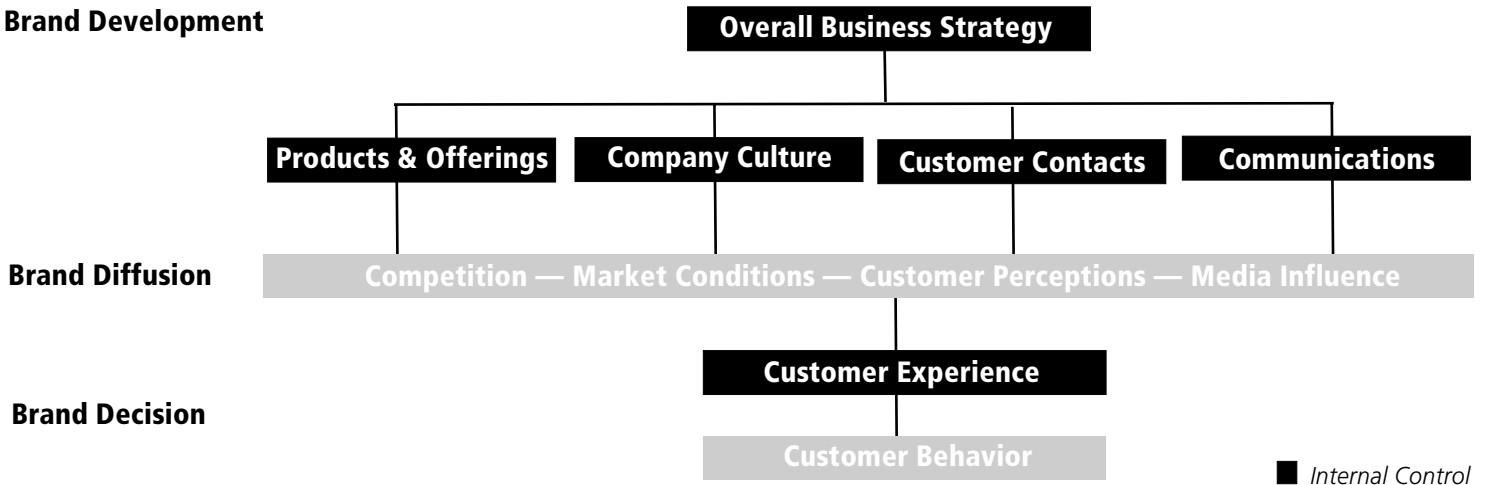 Brand Development
Overall Business Strategy
Products & Offerings
Company Culture
Customer Contacts
Communications
Brand Diffusion
Competition — Market Conditions — Customer Perceptions — Media Influence
Customer Experience
Brand Decision
Customer Behavior
Internal Control